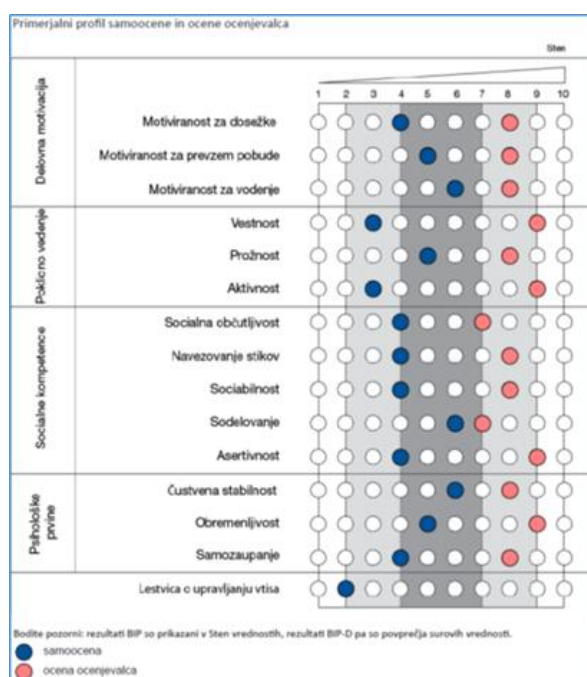 Primerjalni profil samoocene in ocene ocenjevalca
Sten
1 2 3 4 5 6 7 8 9 10
Delovna motivacija
Motiviranost za dosežke
Motiviranost za prevzem pobude
Motiviranost za vodenje
Poklicno vedenje
Vestnost
Prožnost
Aktivnost
Socialne kompetence
Socialna občutljivost
Navezovanje stikov
Sociabilnost
Sodelovanje
Asertivnost
Psihološke prvine
Čustvena stabilnost
Obremenljivost
Samozaupanje
Lestvica o upravljanju vtisa
Bodite pozorni: rezultati BIP so prikazani v Sten vrednostih, rezultati BIP-D pa so povprečja surovih vrednosti.
samoocena
ocena ocenjevalca